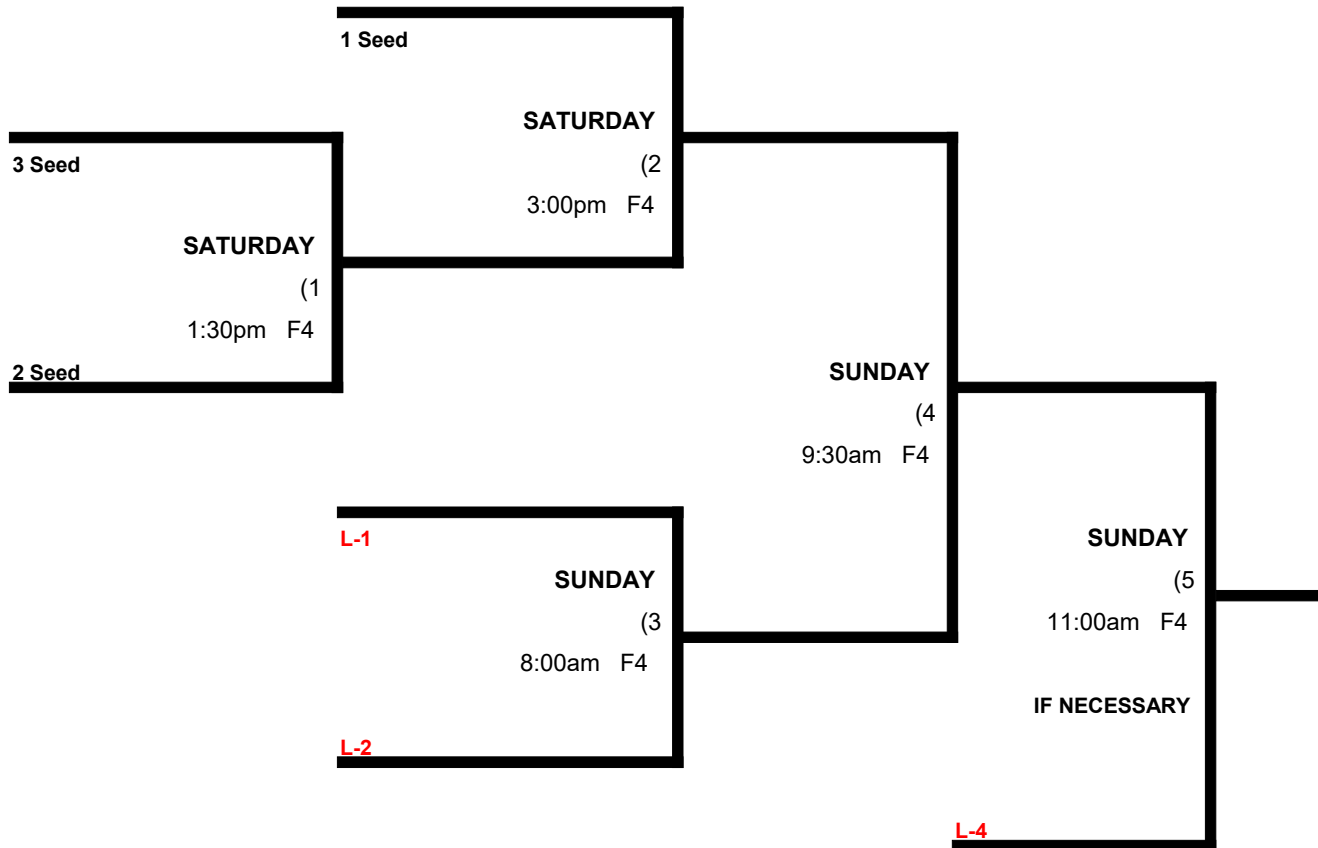 1 Seed
SATURDAY
(2
3:00pm F4
3 Seed
SATURDAY
(1
1:30pm F4
2 Seed
SUNDAY
(4
9:30am F4
L-1
SUNDAY
(3
8:00am F4
L-2
SUNDAY
(5
11:00am F4
IF NECESSARY
L-4